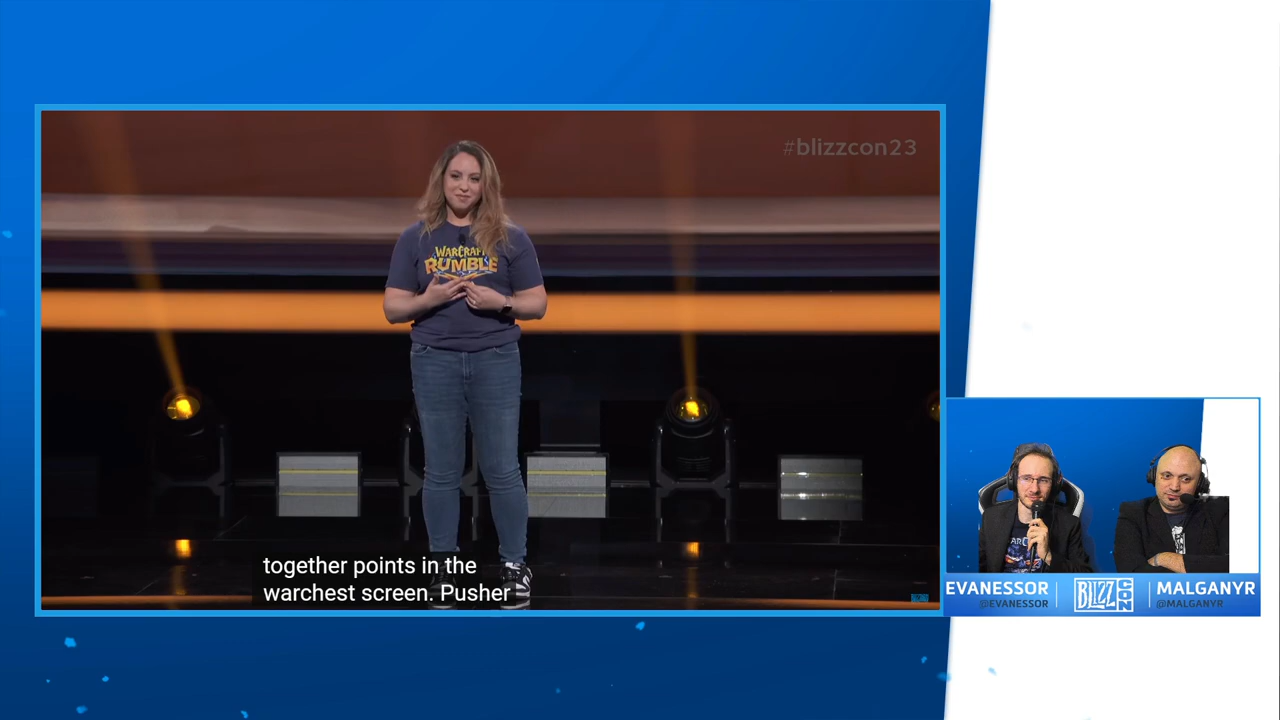 #blizzcon23
WARCRAFT
RUMBLE
together points in the
warchest screen. Pusher
EVANESSOR
@EVANESSOR
BLIZZCON
MALGANYR
@MALGANYR